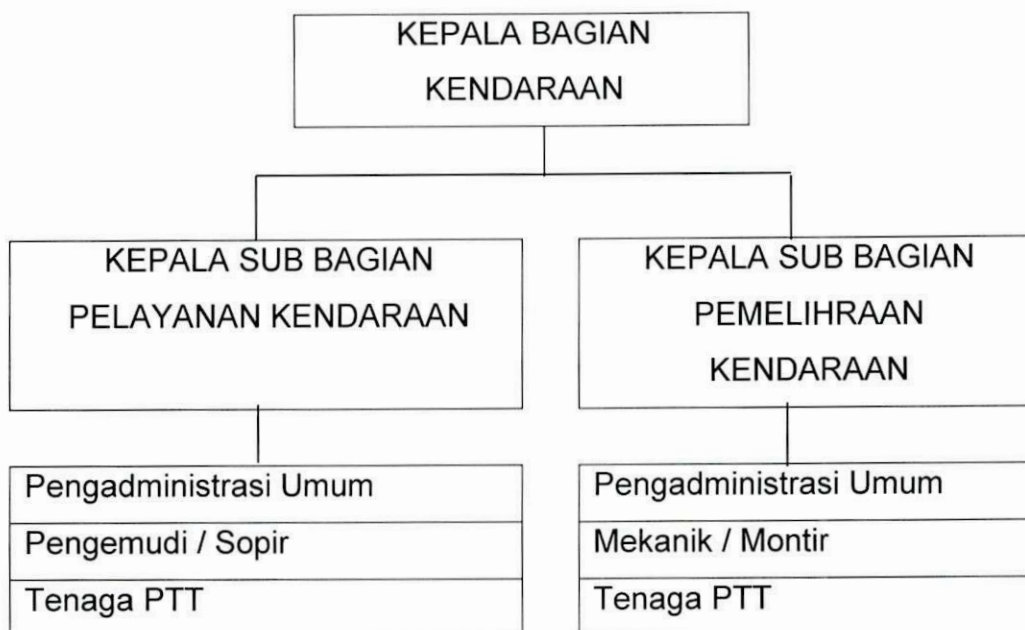 KEPALA BAGIAN
KENDARAAN
KEPALA SUB BAGIAN
PELAYANAN KENDARAAN
KEPALA SUB BAGIAN
PEMELIHRAAN
KENDARAAN
Pengadministrasi Umum
Pengemudi / Sopir
Tenaga PTT
Pengadministrasi Umum
Mekanik / Montir
Tenaga PTT